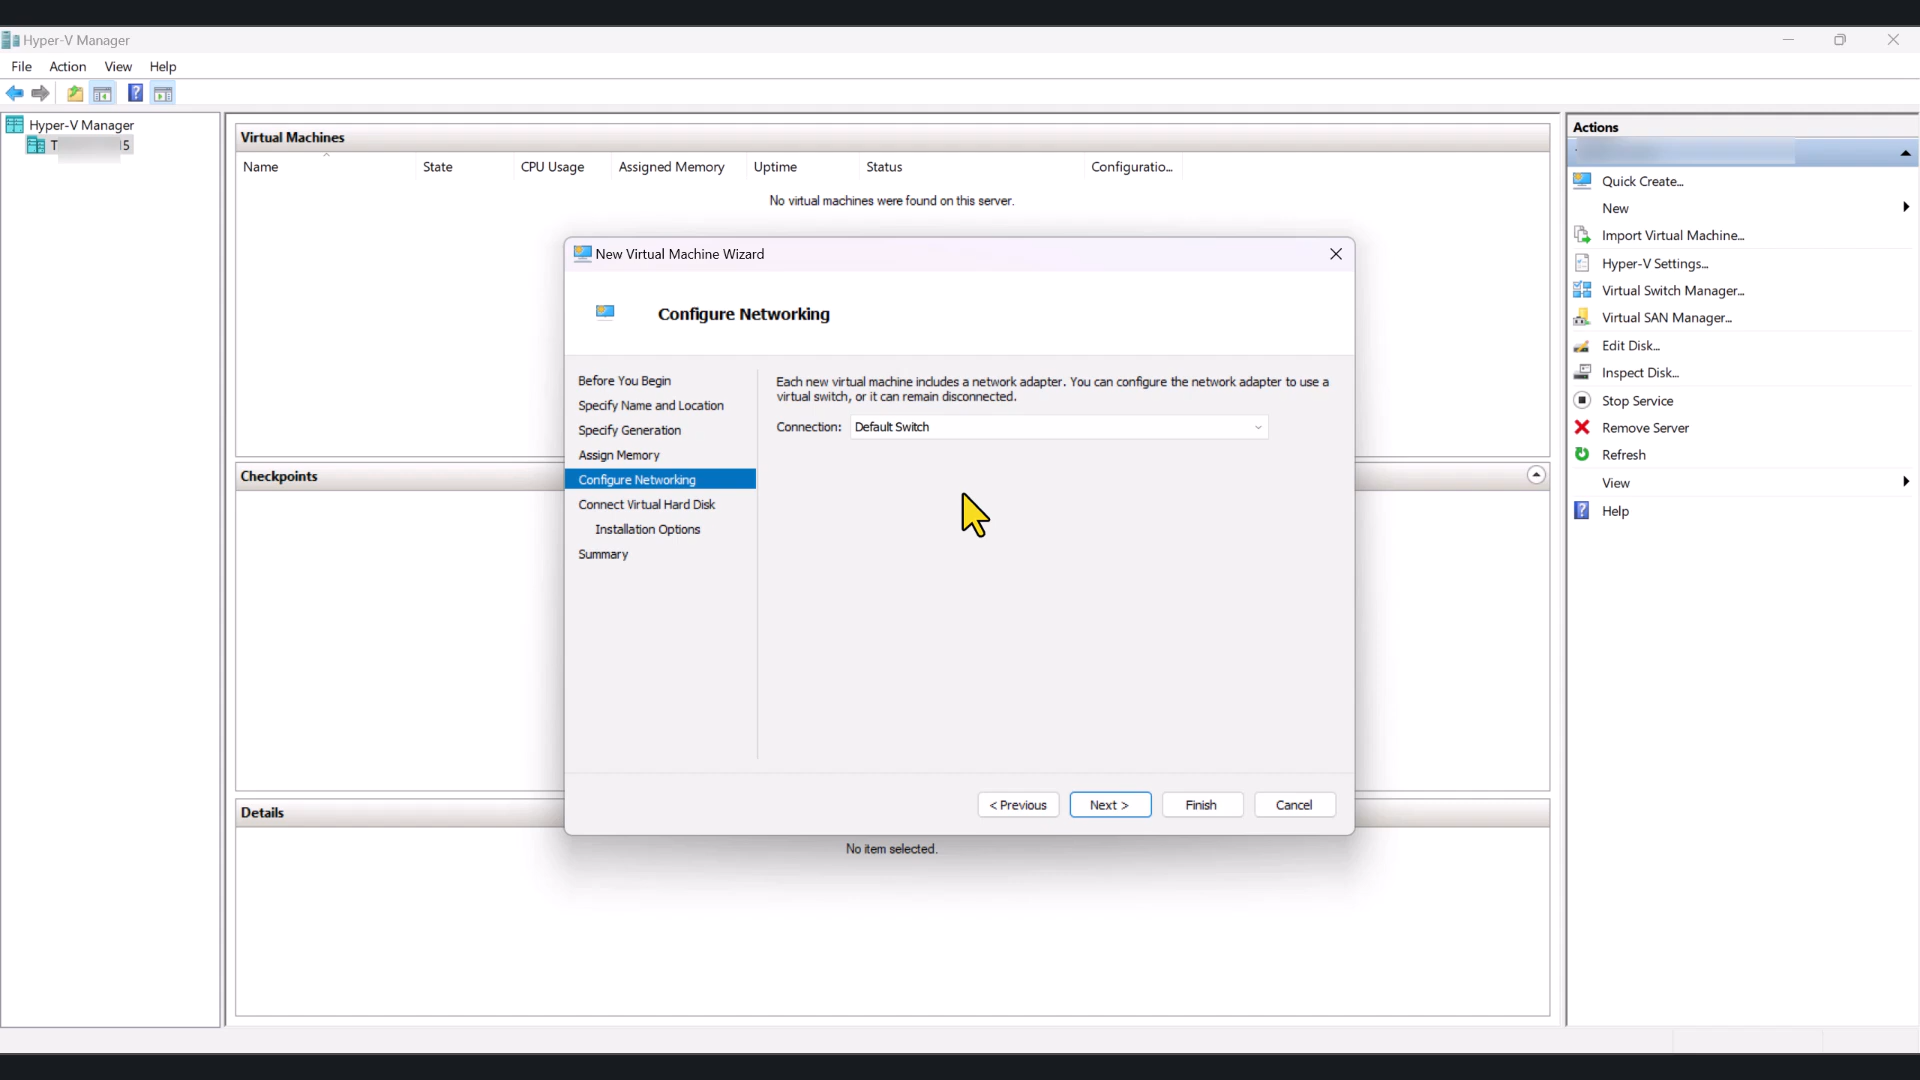 Hyper-V Manager
File Action View Help
Hyper-V Manager
T 15
Virtual Machines
Name State CPU Usage Assigned Memory Uptime Status Configuratio...
No virtual machines were found on this server.
New Virtual Machine Wizard
Configure Networking
Before You Begin
Specify Name and Location
Specify Generation
Assign Memory
Configure Networking
Connect Virtual Hard Disk
Installation Options
Summary
Each new virtual machine includes a network adapter. You can configure the network adapter to use a
virtual switch, or it can remain disconnected.
Connection: Default Switch
< Previous Next > Finish Cancel
Checkpoints
Details
No item selected.
Actions
Quick Create...
New
Import Virtual Machine...
Hyper-V Settings...
Virtual Switch Manager...
Virtual SAN Manager...
Edit Disk...
Inspect Disk...
Stop Service
Remove Server
Refresh
View
Help